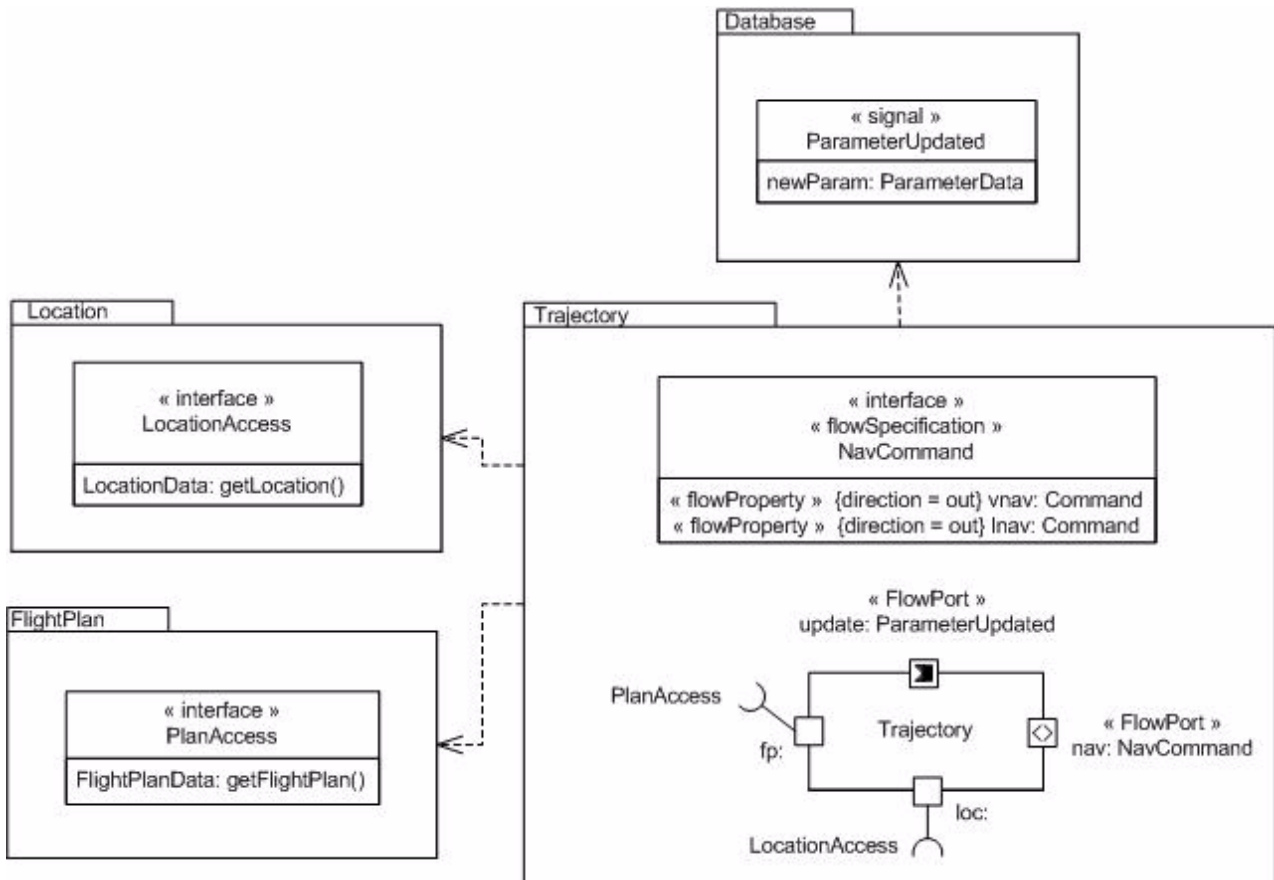 Database
« signal »
ParameterUpdated
newParam: ParameterData
Location
« interface »
LocationAccess
LocationData: getLocation()
FlightPlan
« interface »
PlanAccess
FlightPlanData: getFlightPlan()
Trajectory
« interface »
« flowSpecification »
NavCommand
« flowProperty »  {direction = out} vnav: Command
« flowProperty »  {direction = out} lnav: Command
« FlowPort »
update: ParameterUpdated
PlanAccess
fp:
Trajectory
« FlowPort »
nav: NavCommand
loc:
LocationAccess